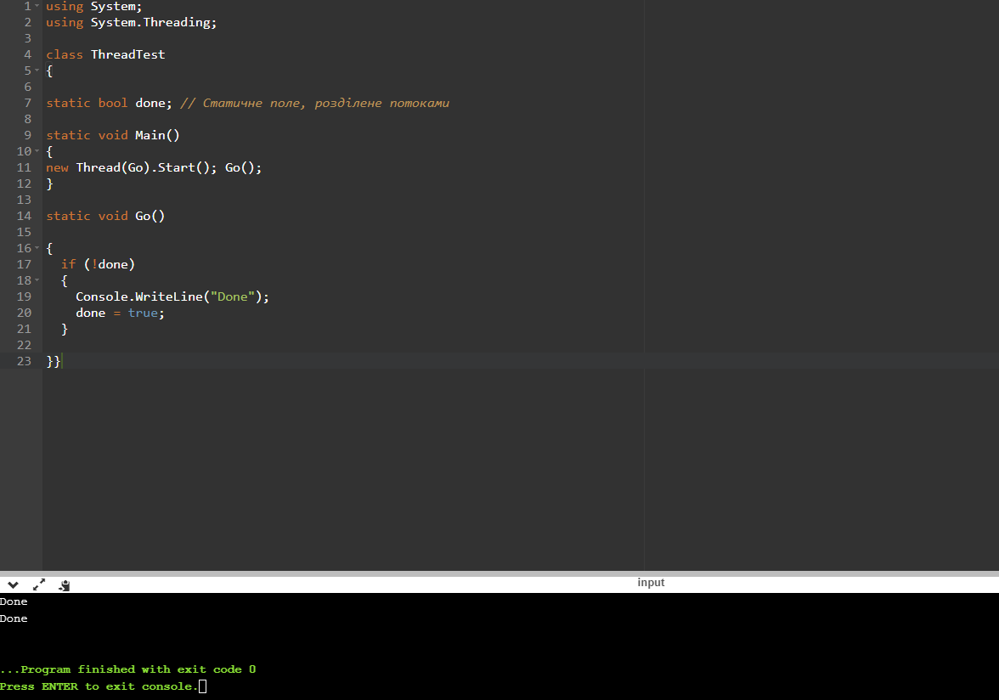 1 using System;
2 using System.Threading;
3
4 class ThreadTest
5 {
6
7 static bool done; // Статичне поле, розділене потоками
8
9 static void Main()
10 {
11 new Thread(Go).Start(); Go();
12 }
13
14 static void Go()
15
16 {
17   if (!done)
18   {
19     Console.WriteLine("Done");
20     done = true;
21   }
22
23 }}
input
Done
Done
...Program finished with exit code 0
Press ENTER to exit console.